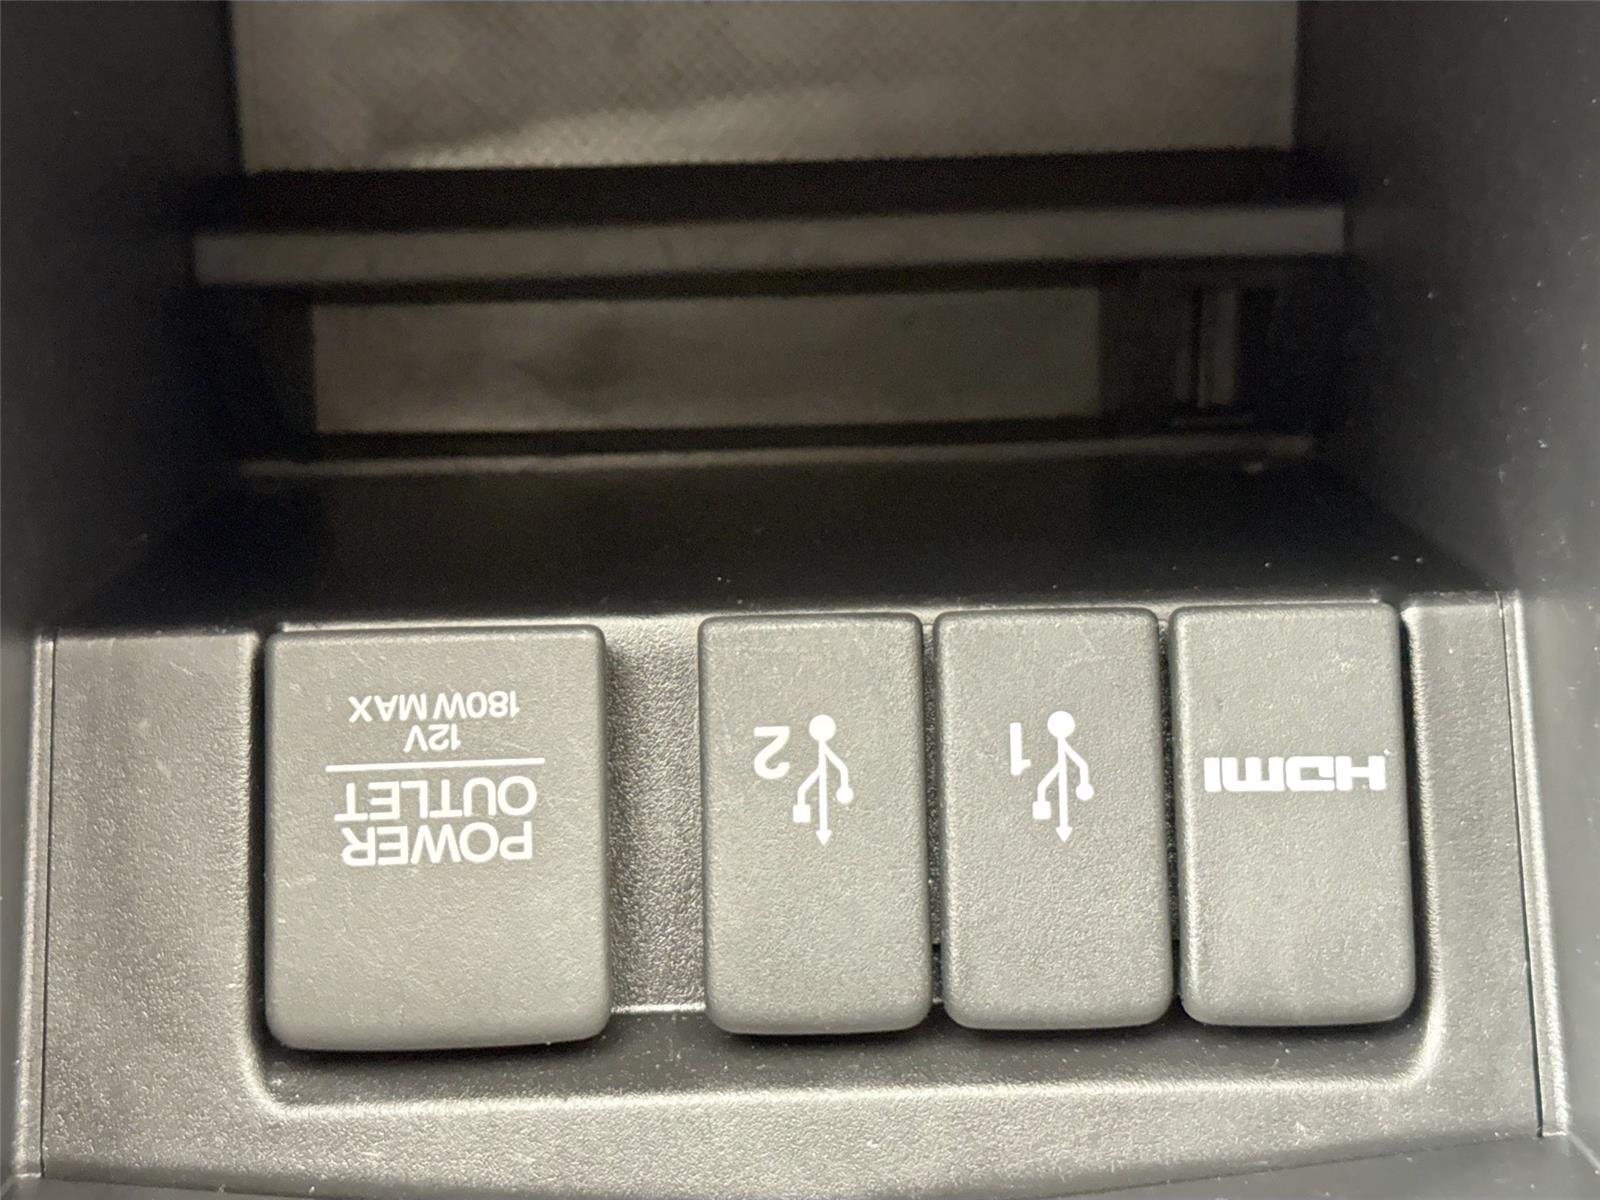 HDMI
1
2
POWER
OUTLET
12V
180W MAX